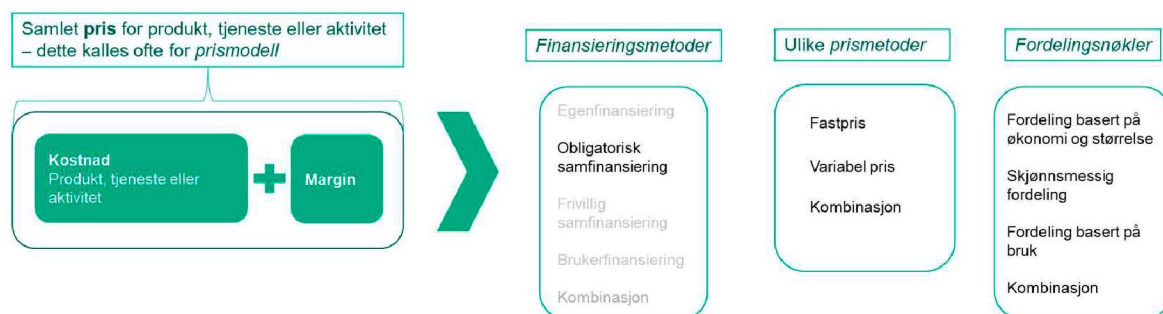 Samlet pris for produkt, tjeneste eller aktivitet
– dette kalles ofte for prismodell
Kostnad
Produkt, tjeneste eller
aktivitet
Margin
Finansieringsmetoder
Egenfinansiering
Obligatorisk
samfinansiering
Frivillig
samfinansiering
Brukerfinansiering
Kombinasjon
Ulike prismetoder
Fastpris
Variabel pris
Kombinasjon
Fordelingsnøkler
Fordeling basert på
økonomi og størrelse
Skjønnsmessig
fordeling
Fordeling basert på
bruk
Kombinasjon